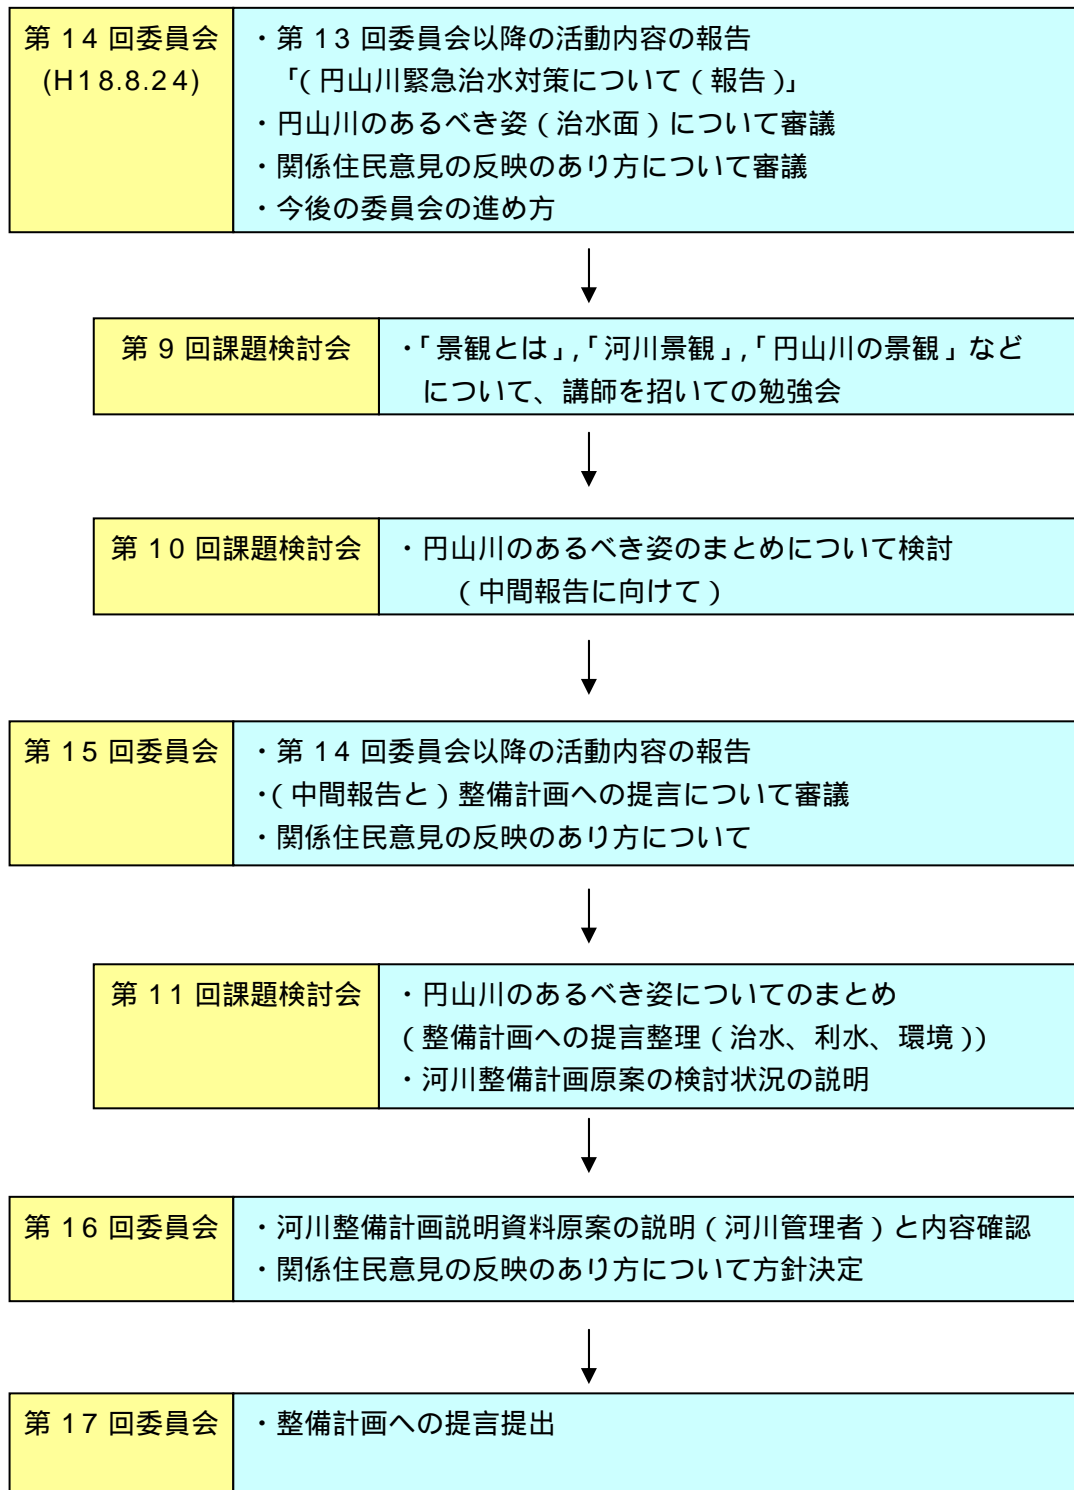 第14回委員会
(H18.8.24)
・第13回委員会以降の活動内容の報告
「(円山川緊急治水対策について(報告)」
・円山川のあるべき姿(治水面)について審議
・関係住民意見の反映のあり方について審議
・今後の委員会の進め方
第9回課題検討会
・「景観とは」,「河川景観」,「円山川の景観」など
について、講師を招いての勉強会
第10回課題検討会
・円山川のあるべき姿のまとめについて検討
(中間報告に向けて)
第15回委員会
・第14回委員会以降の活動内容の報告
・(中間報告と)整備計画への提言について審議
・関係住民意見の反映のあり方について
第11回課題検討会
・円山川のあるべき姿についてのまとめ
(整備計画への提言整理(治水、利水、環境))
・河川整備計画原案の検討状況の説明
第16回委員会
・河川整備計画説明資料原案の説明(河川管理者)と内容確認
・関係住民意見の反映のあり方について方針決定
第17回委員会
・整備計画への提言提出